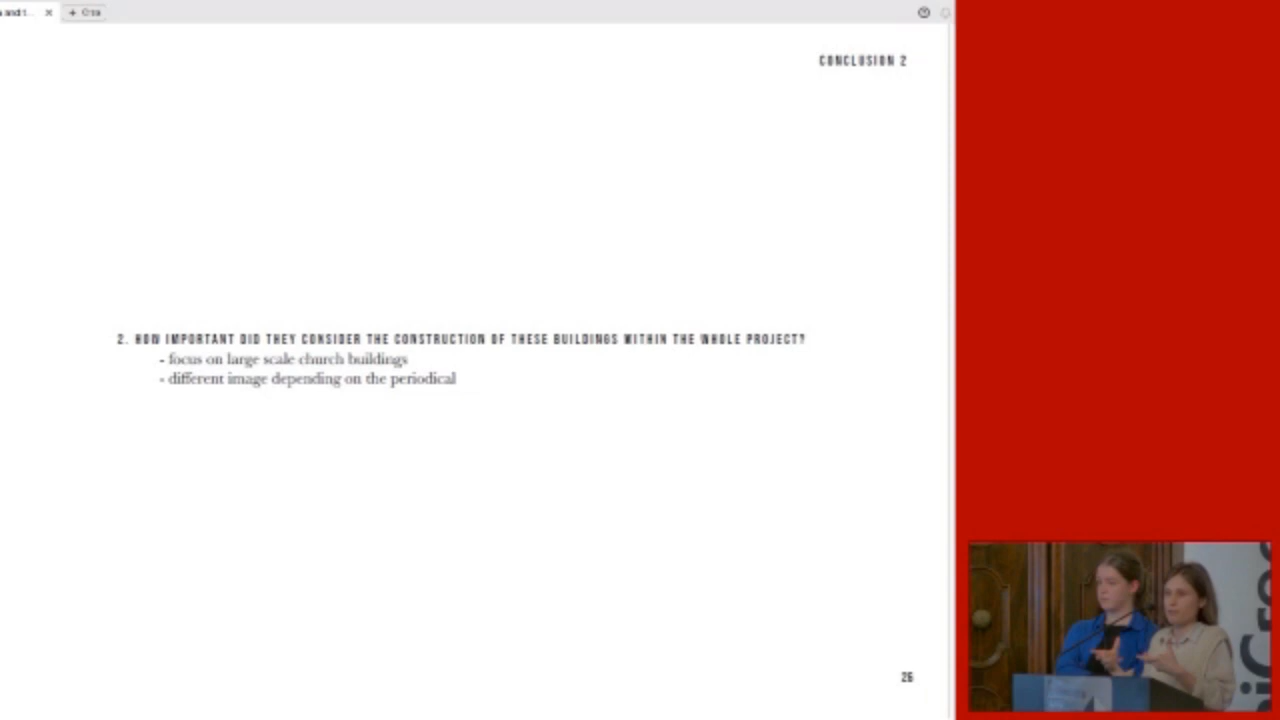 and t...
CONCLUSION 2
2. HOW IMPORTANT DID THEY CONSIDER THE CONSTRUCTION OF THESE BUILDINGS WITHIN THE WHOLE PROJECT?
- focus on large scale church buildings
- different image depending on the periodical
26